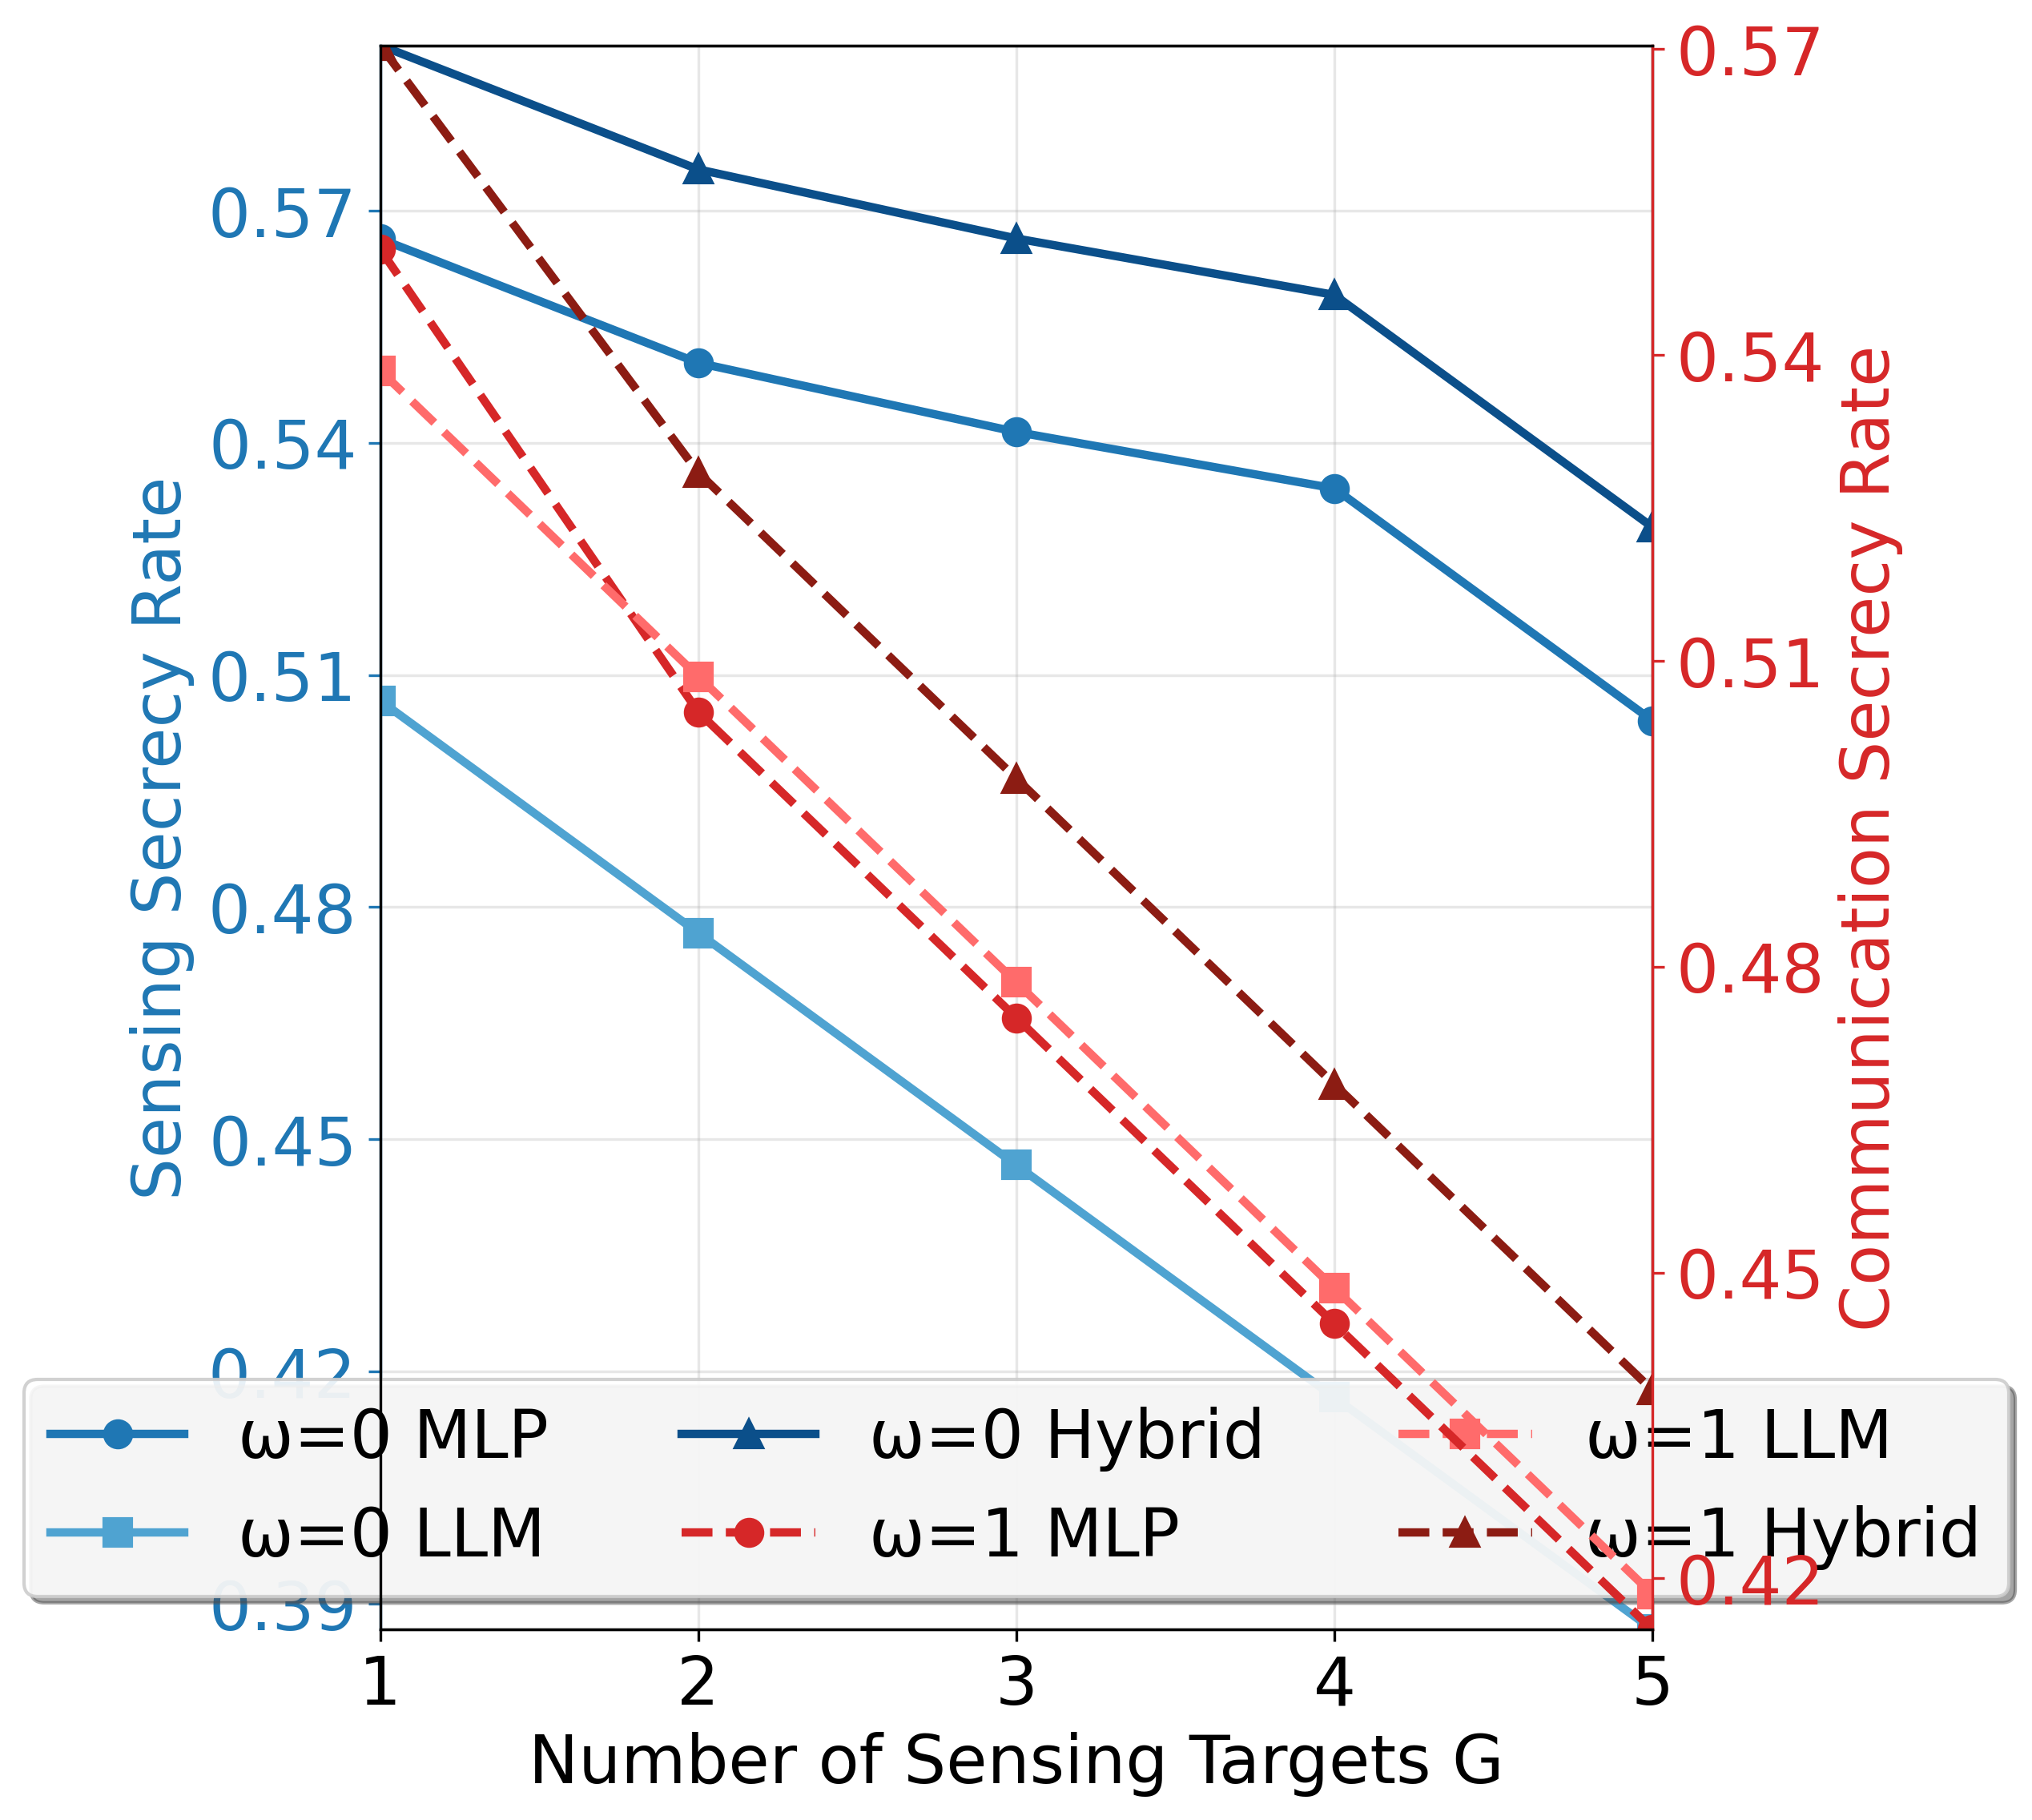 Sensing Secrecy Rate
0.57
0.54
0.51
0.48
0.45
0.42
0.39
Communication Secrecy Rate
0.57
0.54
0.51
0.48
0.45
0.42
ω=0 MLP
ω=0 LLM
ω=0 Hybrid
ω=1 MLP
ω=1 LLM
ω=1 Hybrid
1 2 3 4 5
Number of Sensing Targets G